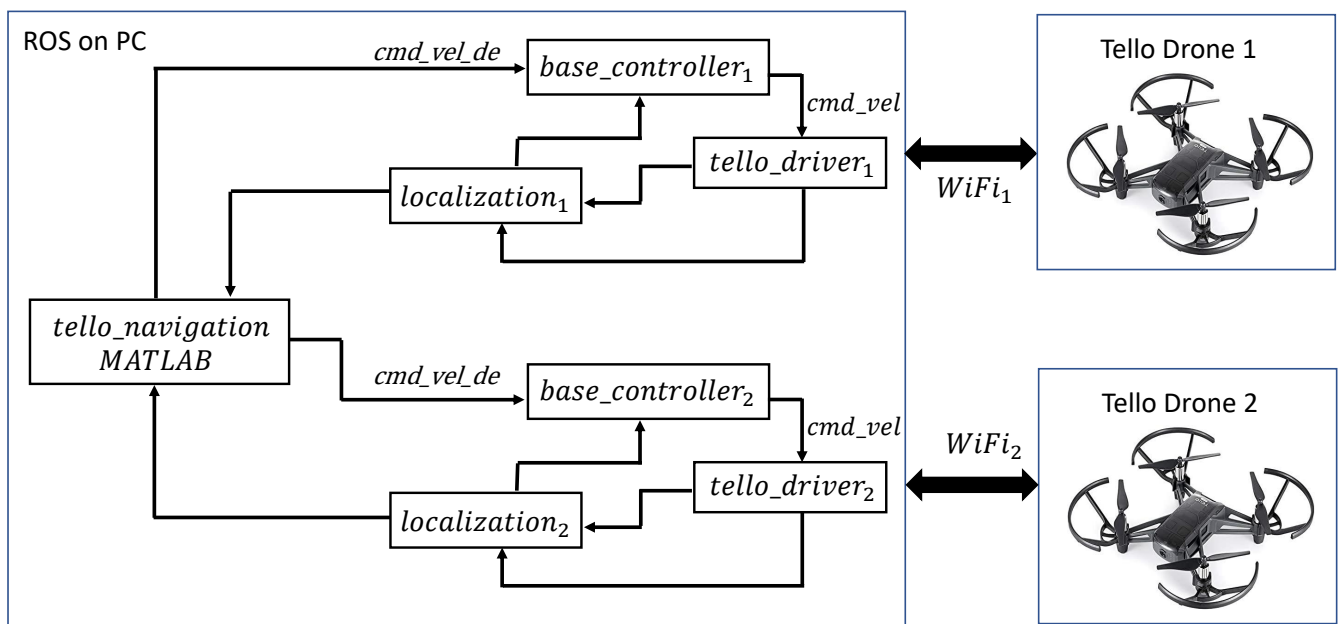 ROS on PC
cmd_vel_de
base_controller₁
cmd_vel
tello_driver₁
localization₁
tello_navigation
MATLAB
cmd_vel_de
base_controller₂
cmd_vel
tello_driver₂
localization₂
WiFi₁
WiFi₂
Tello Drone 1
Tello Drone 2